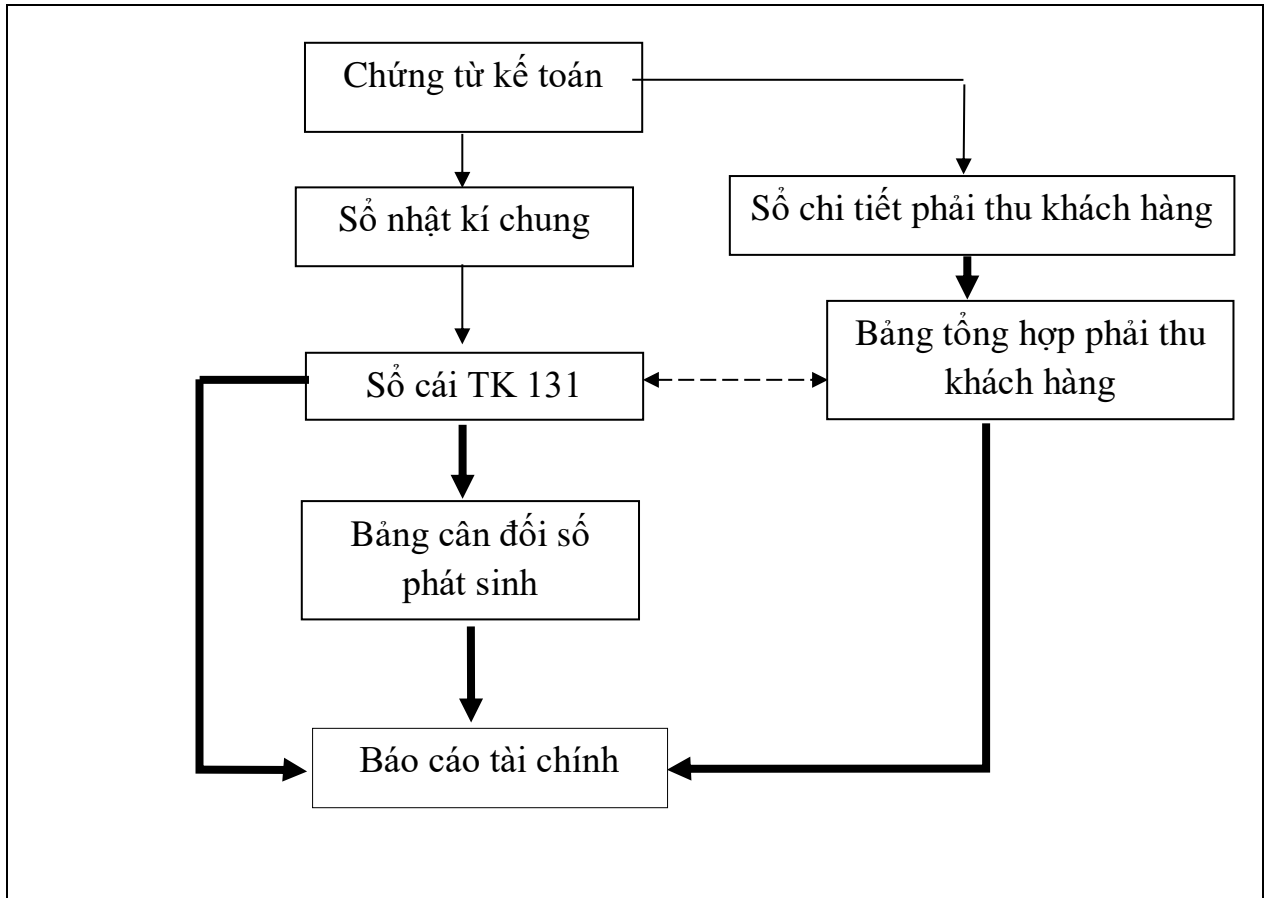 Chứng từ kế toán
Sổ nhật kí chung
Sổ chi tiết phải thu khách hàng
Bảng tổng hợp phải thu
khách hàng
Sổ cái TK 131
Bảng cân đối số
phát sinh
Báo cáo tài chính